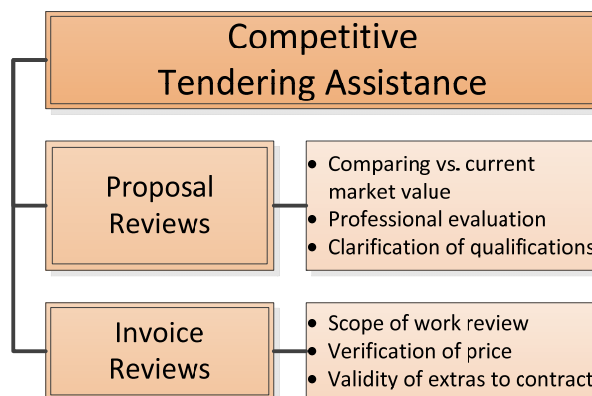 Competitive
Tendering Assistance
Proposal
Reviews
• Comparing vs. current
market value
• Professional evaluation
• Clarification of qualifications
Invoice
Reviews
• Scope of work review
• Verification of price
• Validity of extras to contract